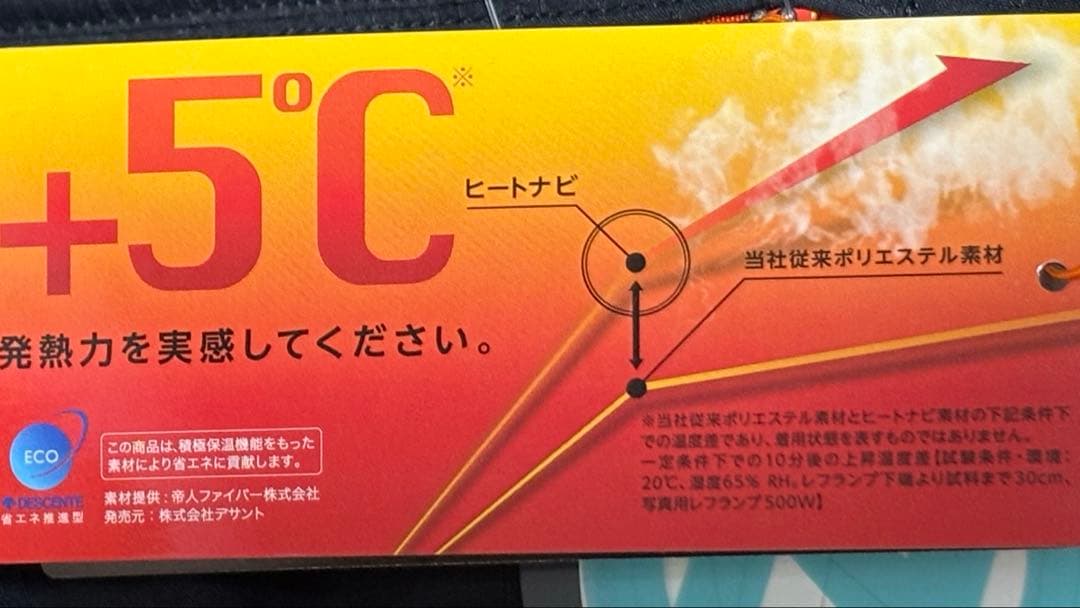 +5℃※
ヒートナビ
当社従来ポリエステル素材
発熱力を実感してください。
ECO
DESCENTE
省エネ推進型
この商品は、積極保温機能をもった
素材により省エネに貢献します。
素材提供：帝人ファイバー株式会社
発売元：株式会社デサント
※当社従来ポリエステル素材とヒートナビ素材の下記条件下
での温度差であり、着用状態を表すものではありません。
一定条件下での10分後の上昇温度差【試験条件・環境：
20℃、湿度65％ RH。レフランプ下端より試料まで30cm、
写真用レフランプ500W】